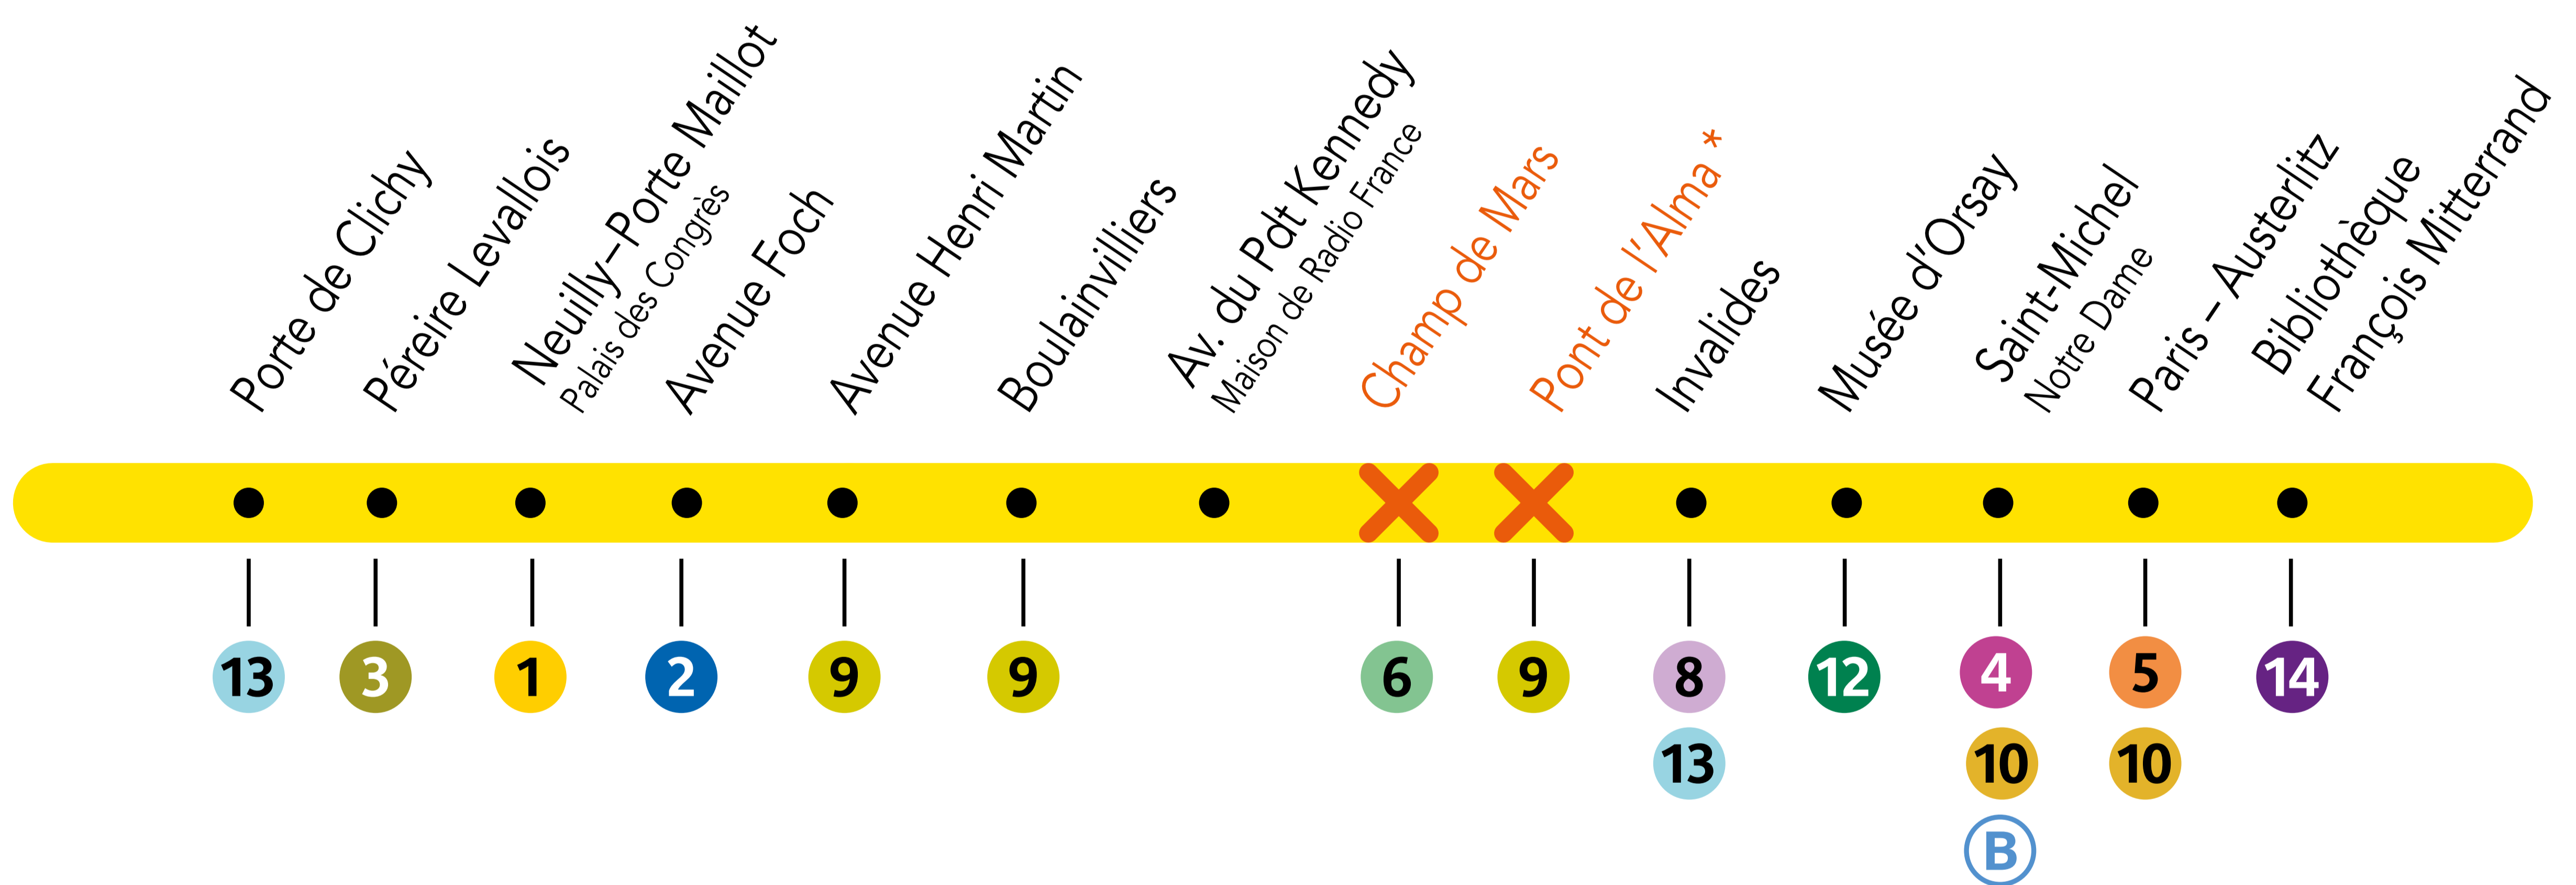 Porte de Clichy
Péreire Levallois
Neuilly–Porte Maillot
Palais des Congrès
Avenue Foch
Avenue Henri Martin
Boulainvilliers
Av. du Pdt Kennedy
Maison de Radio France
Champ de Mars
Pont de l'Alma *
Invalides
Musée d'Orsay
Saint-Michel
Notre Dame
Paris – Austerlitz
Bibliothèque
François Mitterrand
13
3
1
2
9
9
6
9
8
12
4
5
14
13
10
10
B